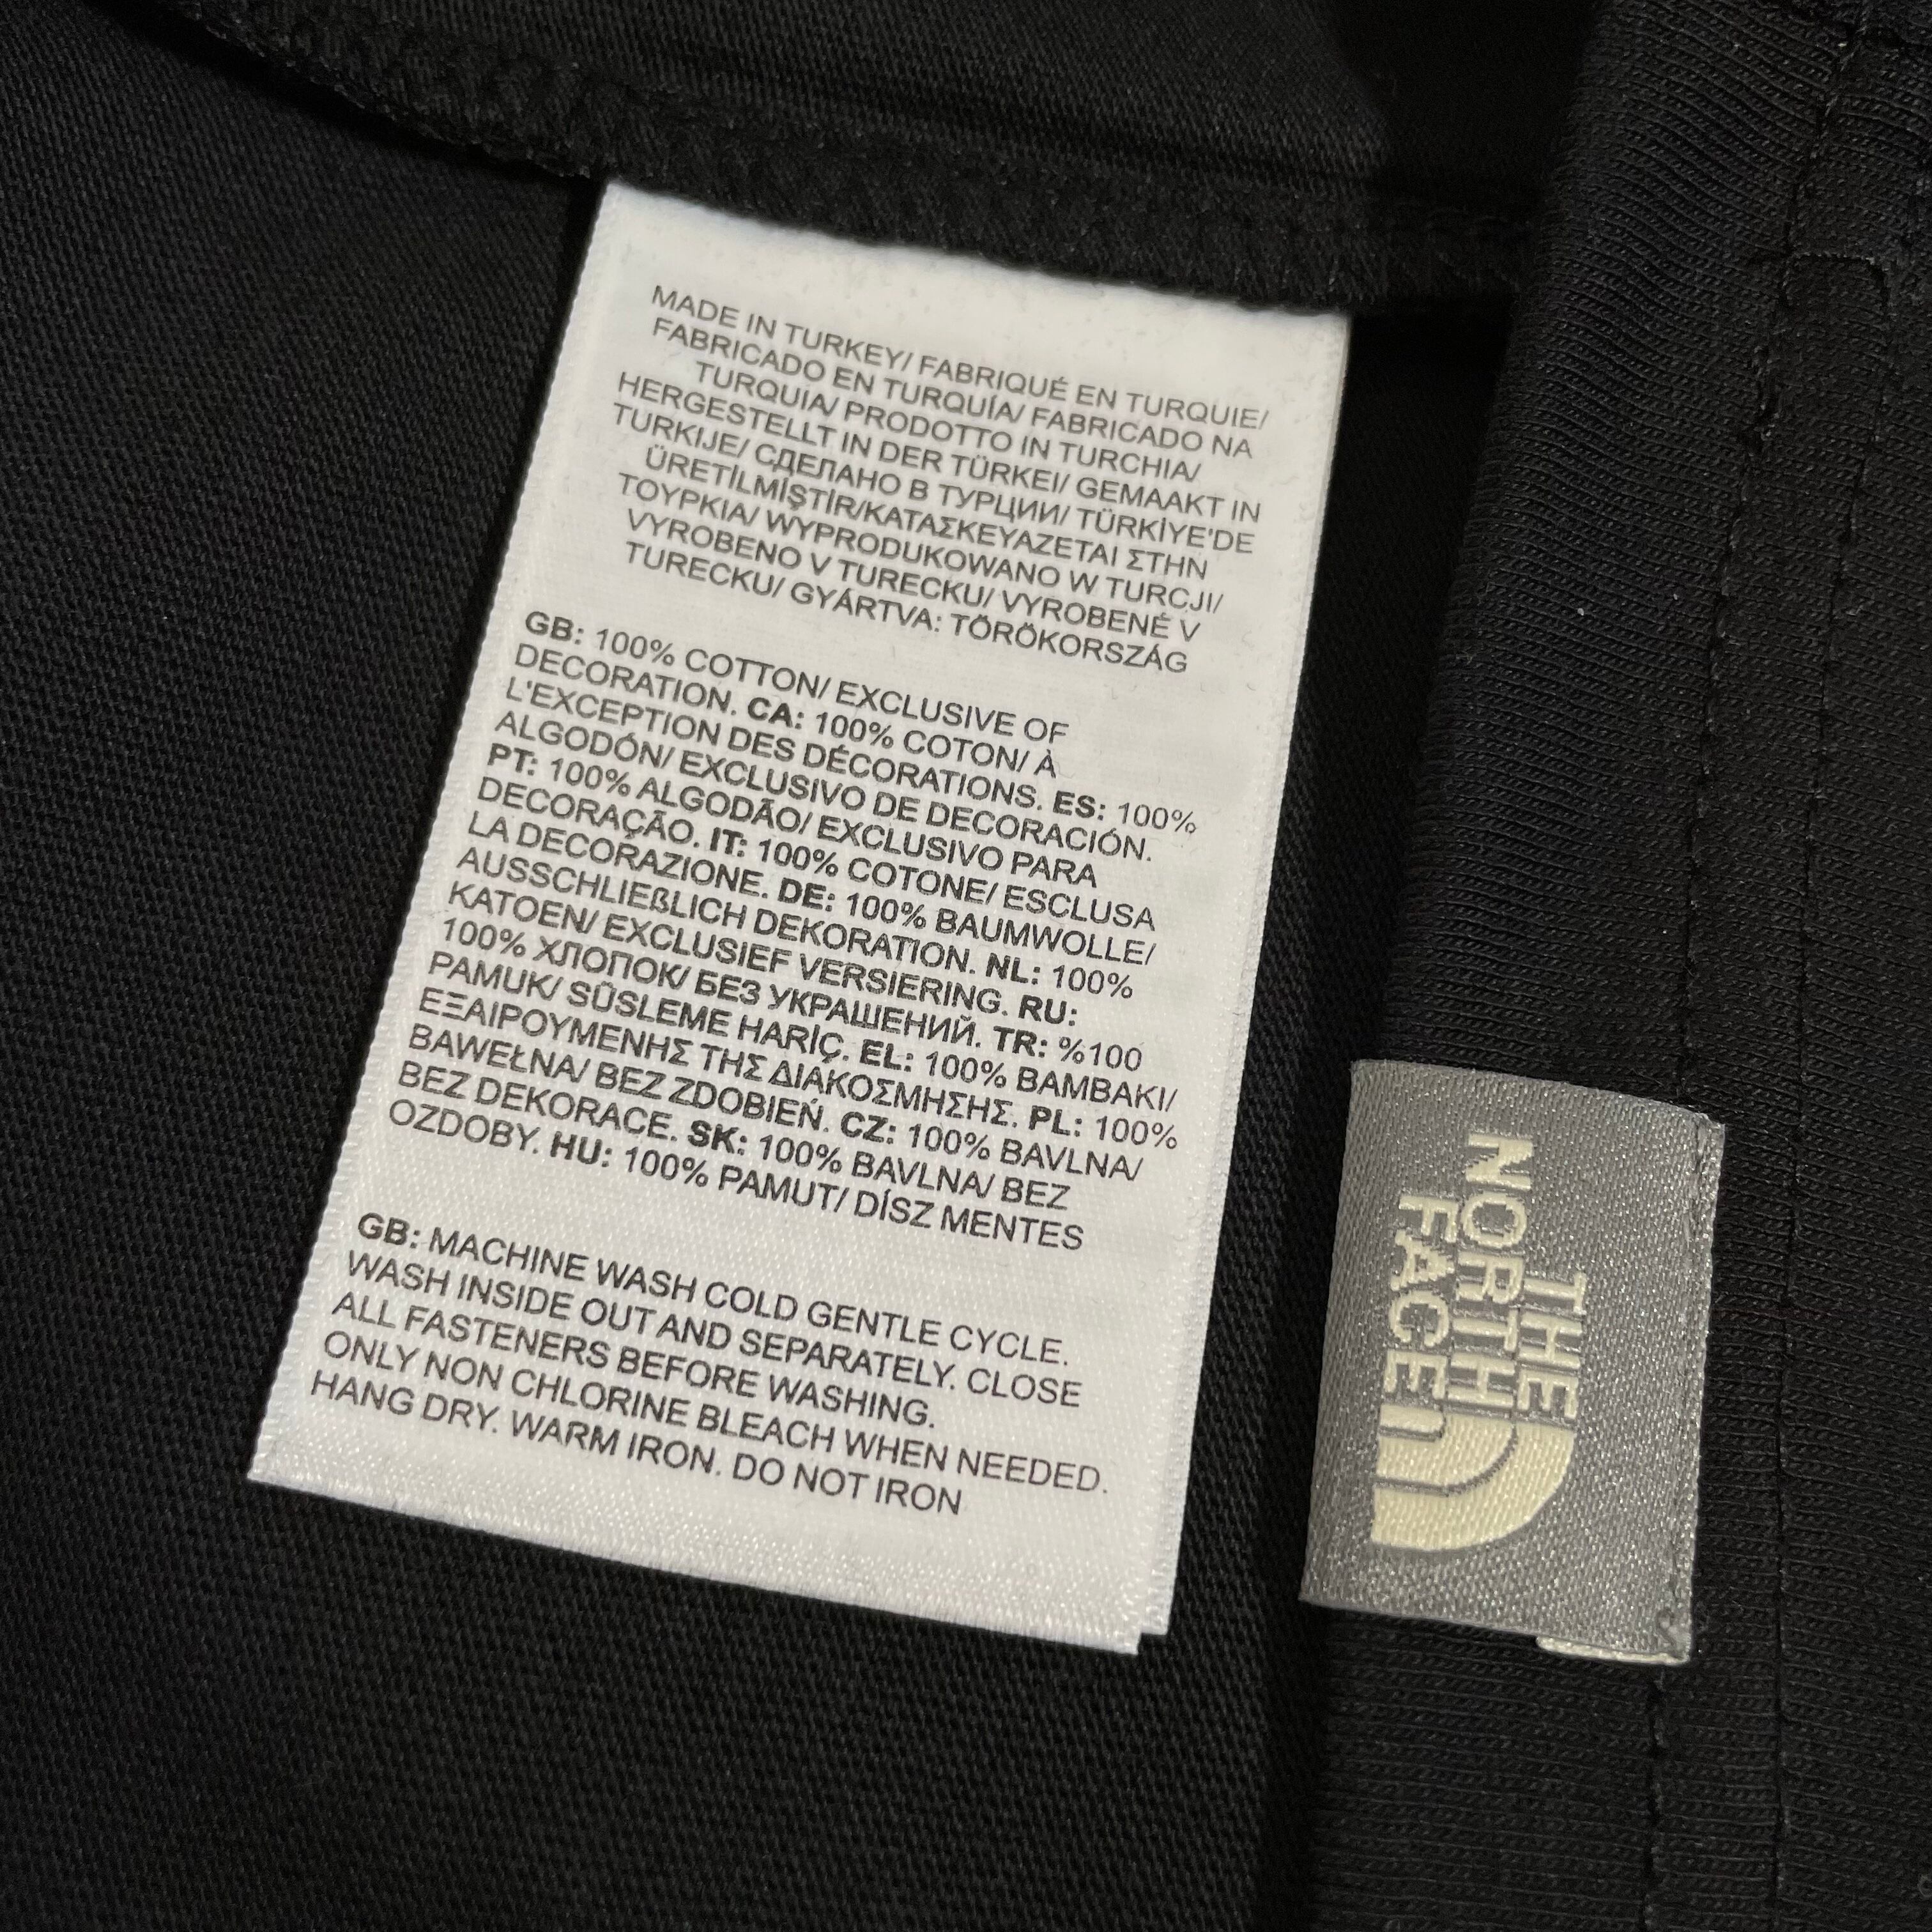 MADE IN TURKEY/ FABRIQUÉ EN TURQUIE/
FABRICADO EN TURQUÍA/ FABRICADO NA
TURQUIA/ PRODOTTO IN TURCHIA/
HERGESTELLT IN DER TÜRKEI/ GEMAAKT IN
TURKIJE/ СДЕЛАНО В ТУРЦИИ/ TÜRKİYE'DE
ÜRETİLMİŞTİR/ΚΑΤΑΣΚΕΥΑΖΕΤΑΙ ΣΤΗΝ
ΤΟΥΡΚΙΑ/ WYPRODUKOWANO W TURCJI/
VYROBENO V TURECKU/ VYROBENÉ V
TURECKU/ GYÁRTVA: TÖRÖKORSZÁG
GB: 100% COTTON/ EXCLUSIVE OF
DECORATION. CA: 100% COTON/ À
L'EXCEPTION DES DÉCORATIONS. ES: 100%
ALGODÓN/ EXCLUSIVO DE DECORACIÓN.
PT: 100% ALGODÃO/ EXCLUSIVO PARA
DECORAÇÃO. IT: 100% COTONE/ ESCLUSA
LA DECORAZIONE. DE: 100% BAUMWOLLE/
AUSSCHLIEßLICH DEKORATION. NL: 100%
KATOEN/ EXCLUSIEF VERSIERING. RU:
100% ХЛОПОК/ БЕЗ УКРАШЕНИЙ. TR: %100
PAMUK/ SÜSLEME HARİÇ. EL: 100% ΒΑΜΒΑΚΙ/
ΕΞΑΙΡΟΥΜΕΝΗΣ ΤΗΣ ΔΙΑΚΟΣΜΗΣΗΣ. PL: 100%
BAWEŁNA/ BEZ ZDOBIEŃ. CZ: 100% BAVLNA/
BEZ DEKORACE. SK: 100% BAVLNA/ BEZ
OZDOBY. HU: 100% PAMUT/ DÍSZ MENTES
GB: MACHINE WASH COLD GENTLE CYCLE.
WASH INSIDE OUT AND SEPARATELY. CLOSE
ALL FASTENERS BEFORE WASHING.
ONLY NON CHLORINE BLEACH WHEN NEEDED.
HANG DRY. WARM IRON. DO NOT IRON
THE
NORTH
FACE
S